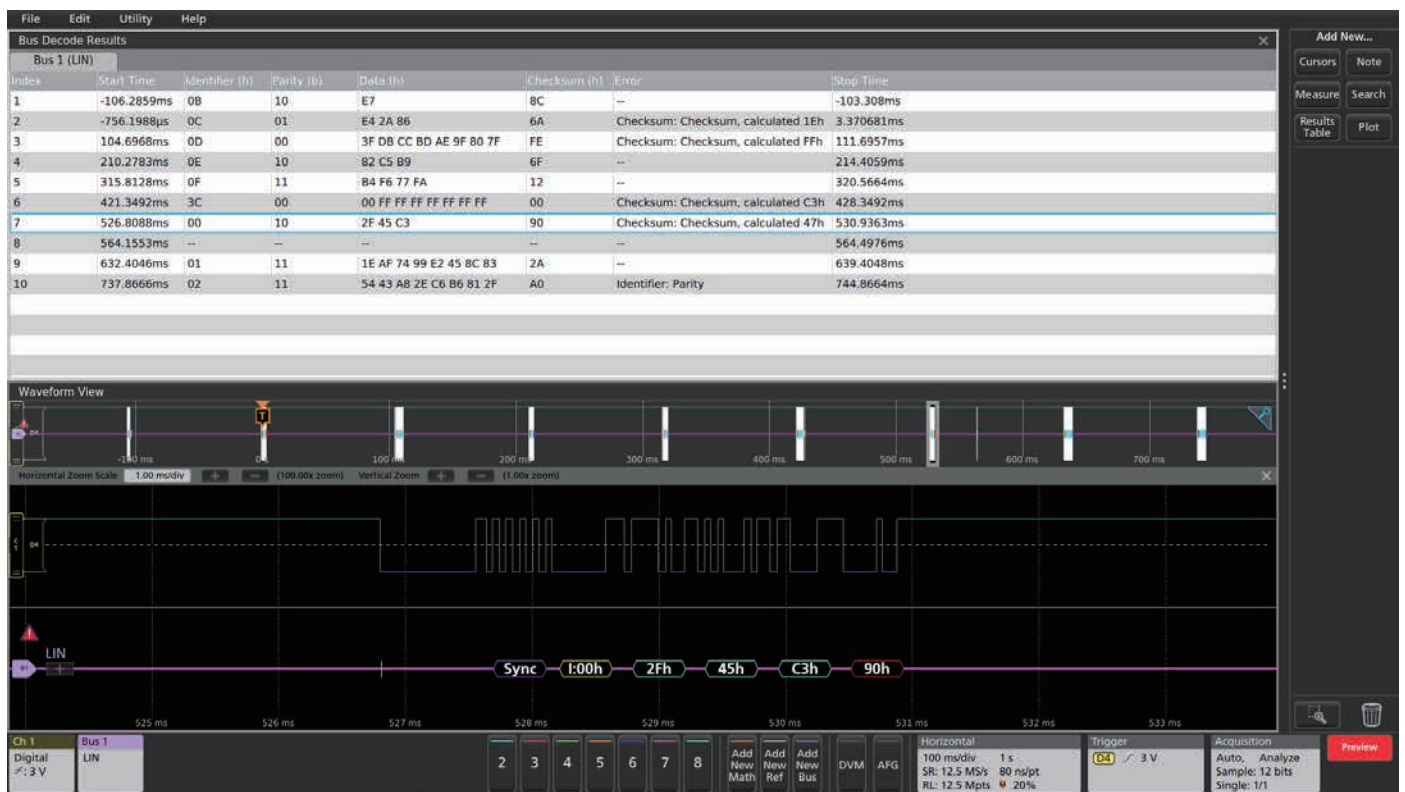 File Edit Utility Help
Bus Decode Results
Bus 1 (LIN)
Index Start Time Identifier (h) Parity (b) Data (h) Checksum (h) Error Stop Time
1 -106.2859ms 0B 10 E7 8C -- -103.308ms
2 -756.1988µs 0C 01 E4 2A 86 6A Checksum: Checksum, calculated 1Eh 3.370681ms
3 104.6968ms 0D 00 3F DB CC BD AE 9F 80 7F FE Checksum: Checksum, calculated FFh 111.6957ms
4 210.2783ms 0E 10 82 C5 B9 6F -- 214.4059ms
5 315.8128ms 0F 11 B4 F6 77 FA 12 -- 320.5664ms
6 421.3492ms 3C 00 00 FF FF FF FF FF FF FF 00 Checksum: Checksum, calculated C3h 428.3492ms
7 526.8088ms 00 10 2F 45 C3 90 Checksum: Checksum, calculated 47h 530.9363ms
8 564.1553ms -- -- -- -- -- 564.4976ms
9 632.4046ms 01 11 1E AF 74 99 E2 45 8C 83 2A -- 639.4048ms
10 737.8666ms 02 11 54 43 A8 2E C6 B6 81 2F A0 Identifier: Parity 744.8664ms
Add New...
Cursors Note
Measure Search
Results Table Plot
Waveform View
T
D4
-100 ms 0 s 100 ms 200 ms 300 ms 400 ms 500 ms 600 ms 700 ms
Horizontal Zoom Scale 1.00 ms/div + - (100.00x zoom) Vertical Zoom + - (1.00x zoom)
C1 D4
LIN
B1 + Sync I:00h 2Fh 45h C3h 90h
525 ms 526 ms 527 ms 528 ms 529 ms 530 ms 531 ms 532 ms 533 ms
Ch 1
Digital
: 3 V
Bus 1
LIN
2 3 4 5 6 7 8
Add New Math
Add New Ref
Add New Bus
DVM AFG
Horizontal
100 ms/div 1 s
SR: 12.5 MS/s 80 ns/pt
RL: 12.5 Mpts 20%
Trigger
D4 3 V
Acquisition
Auto, Analyze
Sample: 12 bits
Single: 1/1
Preview